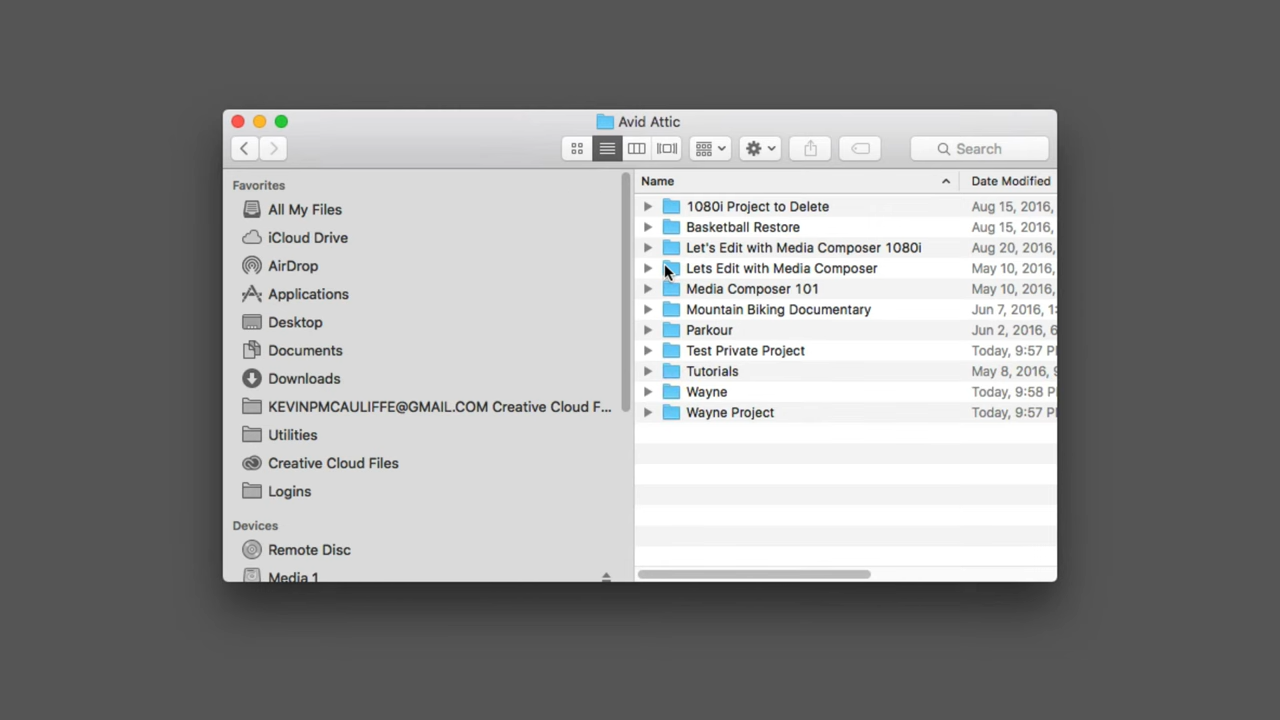 Avid Attic
Search
Favorites
All My Files
iCloud Drive
AirDrop
Applications
Desktop
Documents
Downloads
KEVINPMCAULIFFE@GMAIL.COM Creative Cloud F...
Utilities
Creative Cloud Files
Logins
Devices
Remote Disc
Media 1
Name Date Modified
1080i Project to Delete Aug 15, 2016,
Basketball Restore Aug 15, 2016,
Let's Edit with Media Composer 1080i Aug 20, 2016,
Lets Edit with Media Composer May 10, 2016,
Media Composer 101 May 10, 2016,
Mountain Biking Documentary Jun 7, 2016, 1:
Parkour Jun 2, 2016, 6
Test Private Project Today, 9:57 P
Tutorials May 8, 2016, 9
Wayne Today, 9:58 P
Wayne Project Today, 9:57 P